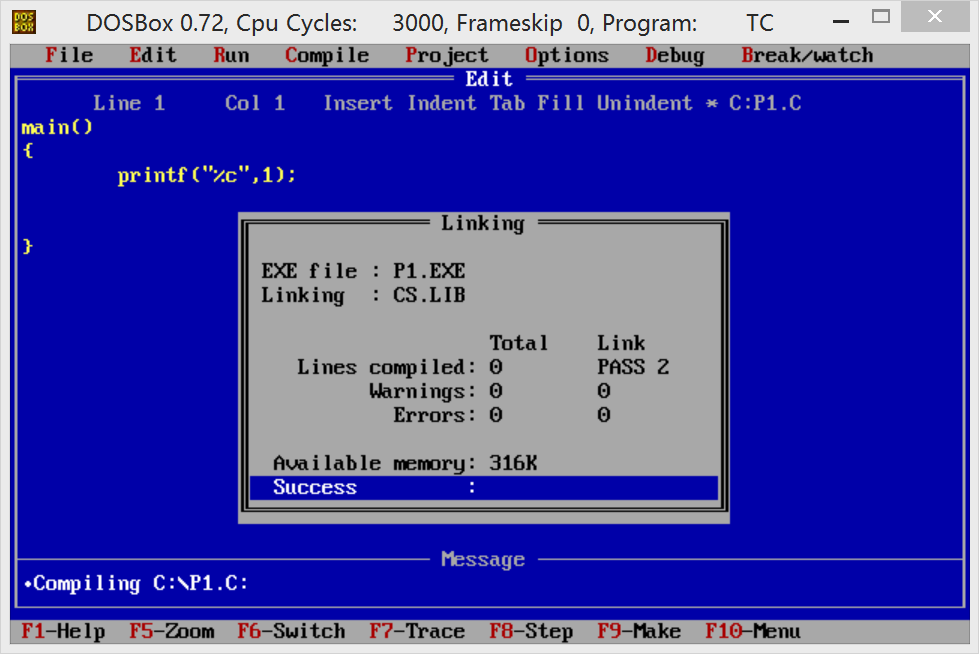 DOS BOX
DOSBox 0.72, Cpu Cycles: 3000, Frameskip 0, Program: TC
File Edit Run Compile Project Options Debug Break/watch
Edit
Line 1 Col 1 Insert Indent Tab Fill Unindent * C:P1.C
main()
{
printf("%c",1);
}
Linking
EXE file : P1.EXE
Linking : CS.LIB
Total Link
Lines compiled: 0 PASS 2
Warnings: 0 0
Errors: 0 0
Available memory: 316K
Success :
Message
•Compiling C:\P1.C:
F1-Help F5-Zoom F6-Switch F7-Trace F8-Step F9-Make F10-Menu